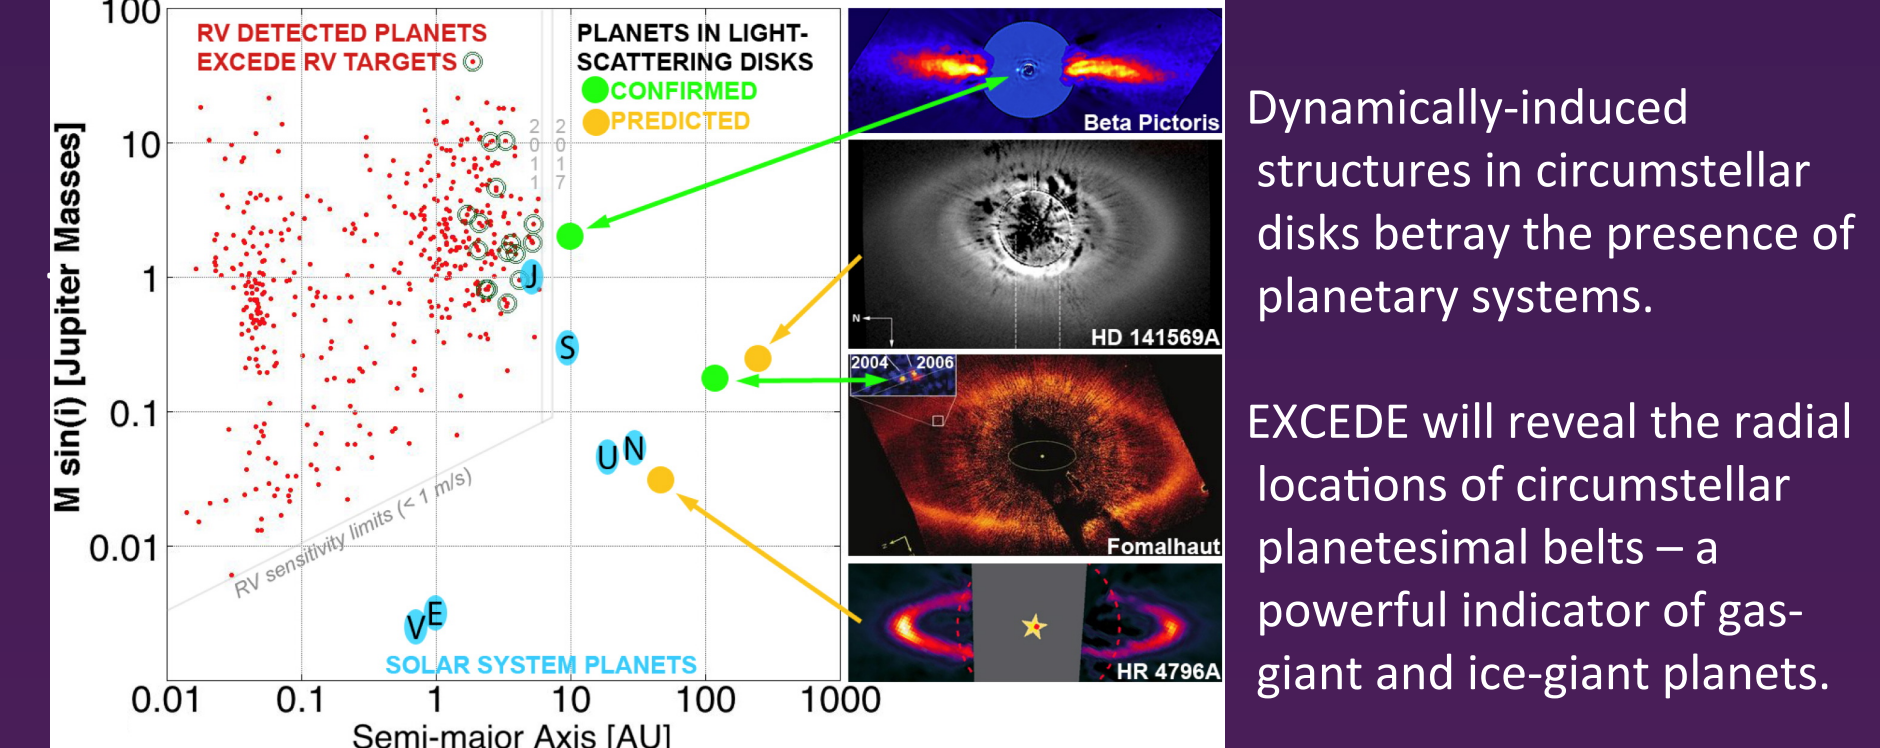 100
10
1
0.1
0.01
M sin(i) [Jupiter Masses]
RV DETECTED PLANETS
EXCEDE RV TARGETS
PLANETS IN LIGHT-
SCATTERING DISKS
CONFIRMED
PREDICTED
2011
2017
J
S
U
N
V
E
RV sensitivity limits (< 1 m/s)
SOLAR SYSTEM PLANETS
0.01
0.1
1
10
100
1000
Semi-major Axis [AU]
Beta Pictoris
N
HD 141569A
2004
2006
Fomalhaut
HR 4796A
Dynamically-induced
structures in circumstellar
disks betray the presence of
planetary systems.
EXCEDE will reveal the radial
locations of circumstellar
planetesimal belts – a
powerful indicator of gas-
giant and ice-giant planets.